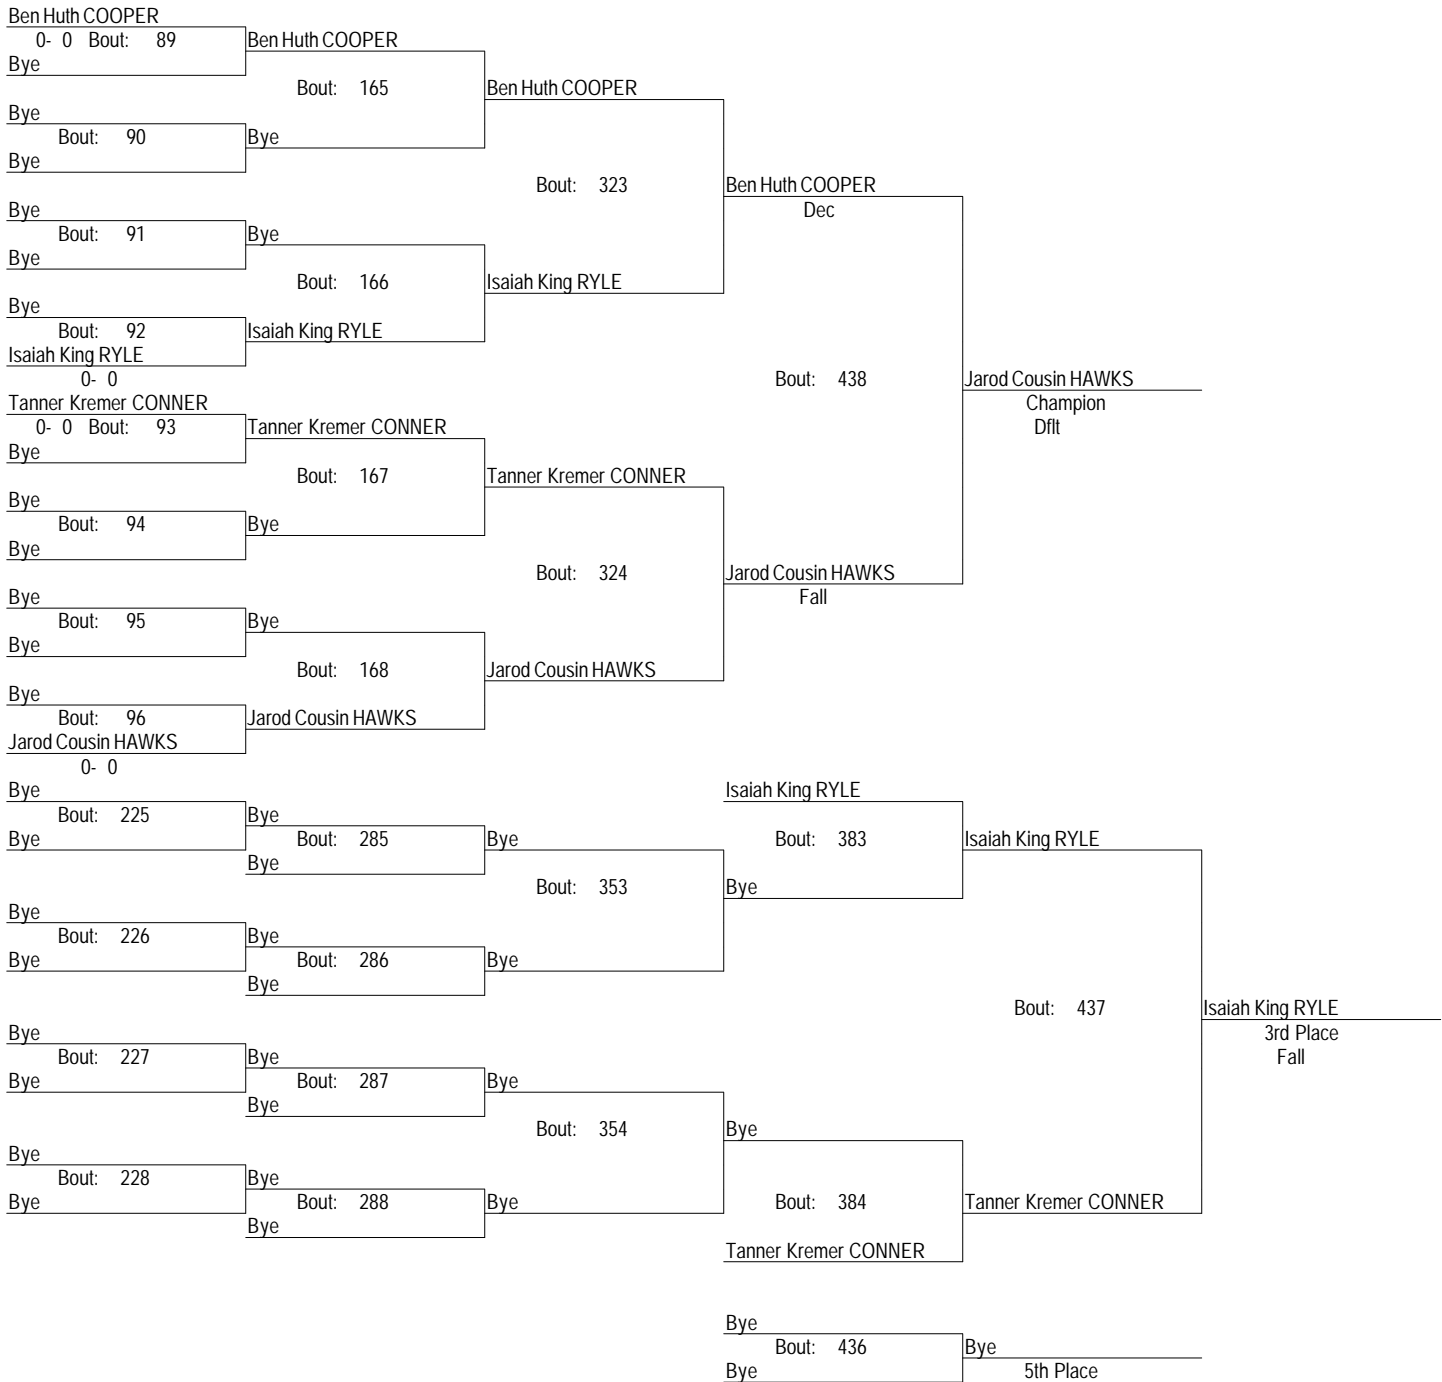 Ben Huth COOPER
0- 0 Bout: 89 Ben Huth COOPER
Bye
Bout: 165 Ben Huth COOPER
Bye
Bout: 90 Bye
Bye
Bout: 323 Ben Huth COOPER
Dec
Bye
Bout: 91 Bye
Bye
Bout: 166 Isaiah King RYLE
Bye
Bout: 92 Isaiah King RYLE
Isaiah King RYLE
0- 0
Bout: 438 Jarod Cousin HAWKS
Champion
Dflt
Tanner Kremer CONNER
0- 0 Bout: 93 Tanner Kremer CONNER
Bye
Bout: 167 Tanner Kremer CONNER
Bye
Bout: 94 Bye
Bye
Bout: 324 Jarod Cousin HAWKS
Fall
Bye
Bout: 95 Bye
Bye
Bout: 168 Jarod Cousin HAWKS
Bye
Bout: 96 Jarod Cousin HAWKS
Jarod Cousin HAWKS
0- 0
Bye Isaiah King RYLE
Bout: 225 Bye
Bye Bout: 285 Bye Bout: 383 Isaiah King RYLE
Bye
Bout: 353 Bye
Bye
Bout: 226 Bye
Bye Bout: 286 Bye
Bye
Bout: 437 Isaiah King RYLE
3rd Place
Fall
Bye
Bout: 227 Bye
Bye Bout: 287 Bye
Bye
Bout: 354 Bye
Bye
Bout: 228 Bye
Bye Bout: 288 Bye Bout: 384 Tanner Kremer CONNER
Bye
Tanner Kremer CONNER
Bye
Bout: 436 Bye
Bye 5th Place